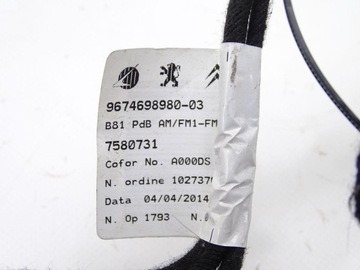 9674698980-03
B81 PdB AM/FM1-FM
7580731
Cofor No. A000DS
N. ordine 102737
Data 04/04/2014
N. Op 1793 N.